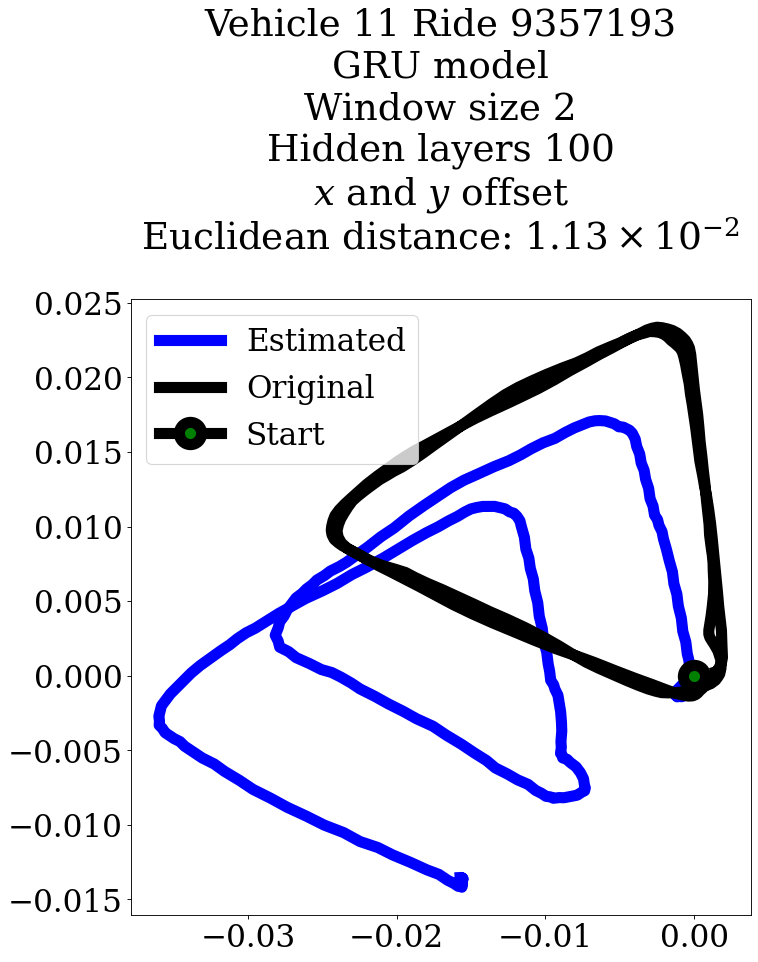 Vehicle 11 Ride 9357193
GRU model
Window size 2
Hidden layers 100
x and y offset
Euclidean distance: 1.13 × 10⁻²
0.025
0.020
0.015
0.010
0.005
0.000
−0.005
−0.010
−0.015
Estimated
Original
Start
−0.03
−0.02
−0.01
0.00